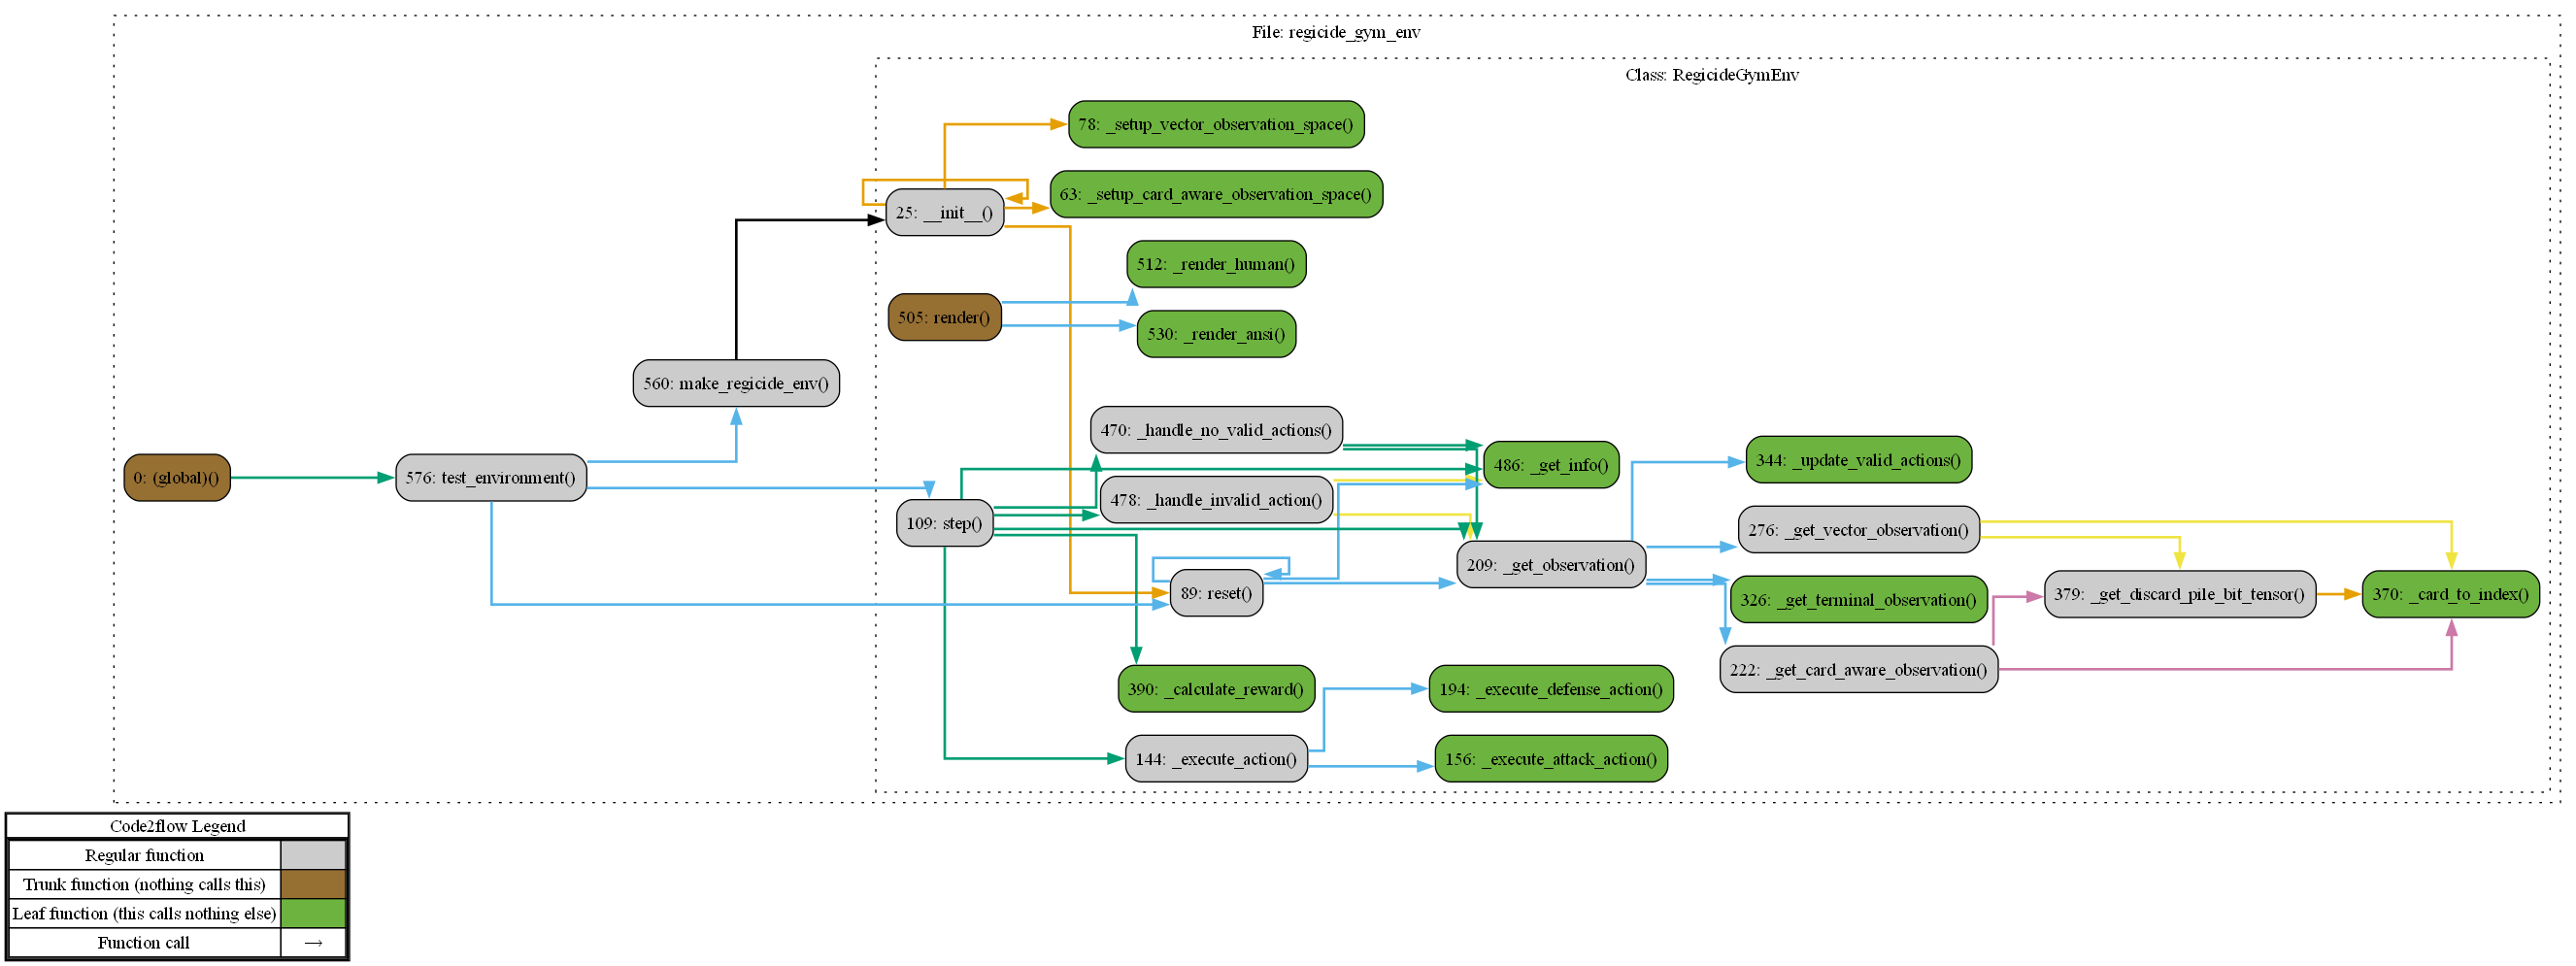 File: regicide_gym_env
Class: RegicideGymEnv
78: _setup_vector_observation_space()
63: _setup_card_aware_observation_space()
25: __init__()
512: _render_human()
505: render()
530: _render_ansi()
560: make_regicide_env()
470: _handle_no_valid_actions()
486: _get_info()
344: _update_valid_actions()
0: (global)()
576: test_environment()
478: _handle_invalid_action()
109: step()
276: _get_vector_observation()
209: _get_observation()
89: reset()
326: _get_terminal_observation()
379: _get_discard_pile_bit_tensor()
370: _card_to_index()
222: _get_card_aware_observation()
390: _calculate_reward()
194: _execute_defense_action()
144: _execute_action()
156: _execute_attack_action()
Code2flow Legend
Regular function
Trunk function (nothing calls this)
Leaf function (this calls nothing else)
Function call →